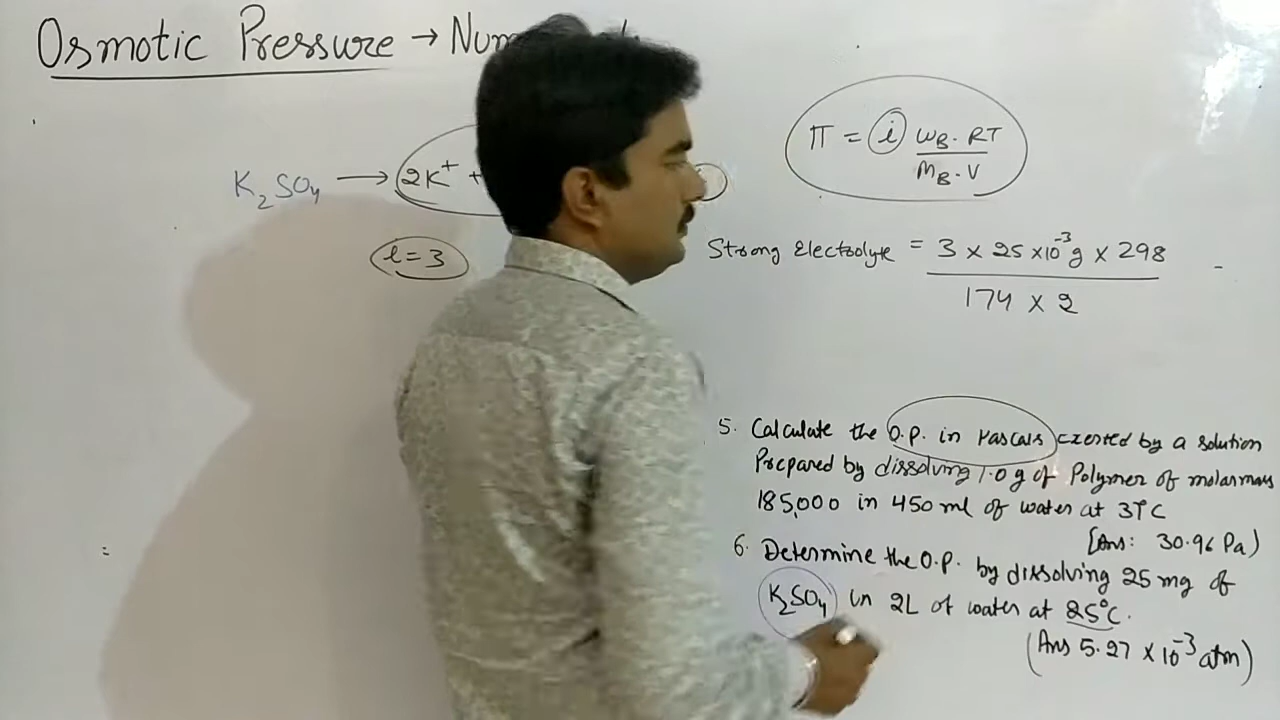 Osmotic Pressure →
K₂SO₄ → 2K⁺ +
i = 3
π = i w_B. RT
M_B. V
Strong Electrolyte = 3 × 25 × 10⁻³ g × 298
174 × 2
5. Calculate the O.P. in Pascals exerted by a solution
Prepared by dissolving 1.0 g of Polymer of molar mass
185,000 in 450 ml of water at 37°C
[Ans: 30.96 Pa)
6. Determine the O.P. by dissolving 25 mg of
K₂SO₄ in 2L of water at 25°C.
(Ans 5.27 × 10⁻³ atm)